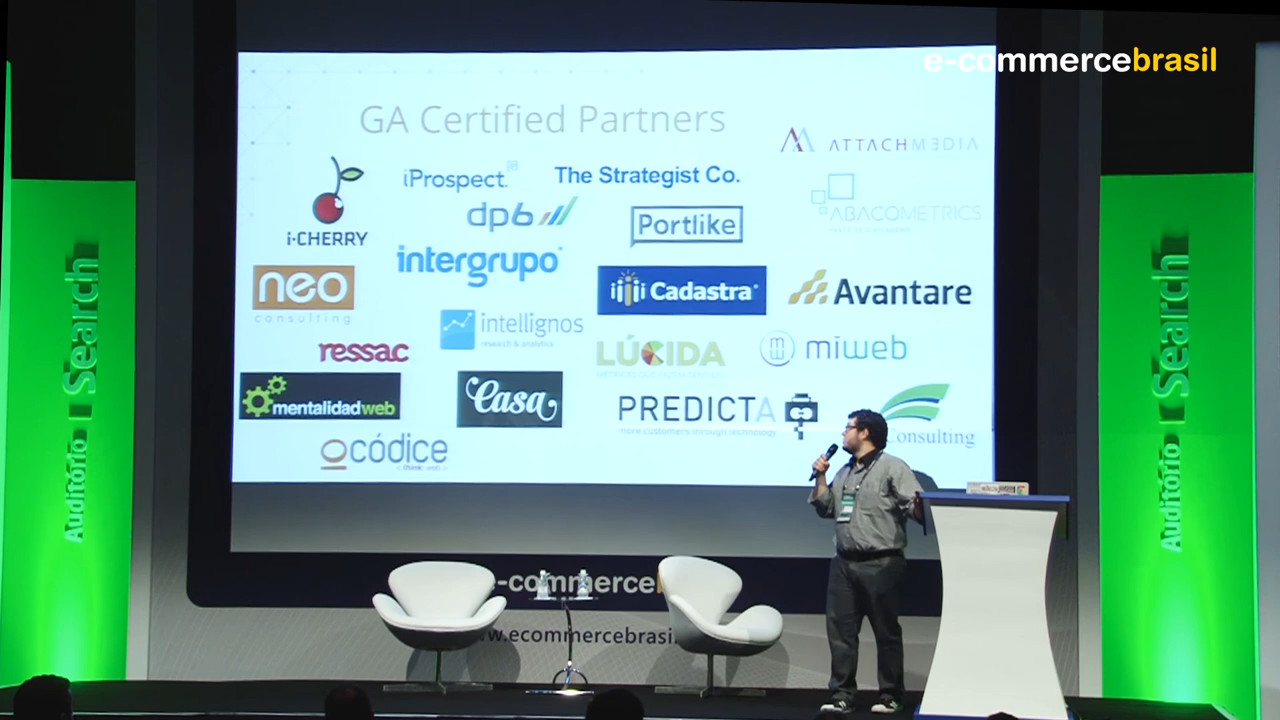 e-commercebrasil
GA Certified Partners
ATTACHMEDIA
iProspect.
The Strategist Co.
i-CHERRY
dp6
Portlike
ABACOMETRICS
intergrupo
neo
consulting
Cadastra
Avantare
intellignos
research & analytics
ressac
LÚCIDA
miweb
mentalidadweb
Casa
PREDICTA
more customers through technology
códice
< think: web >
Consulting
Auditório Search
Auditório Search
e-commerce
w.ecommercebrasil.